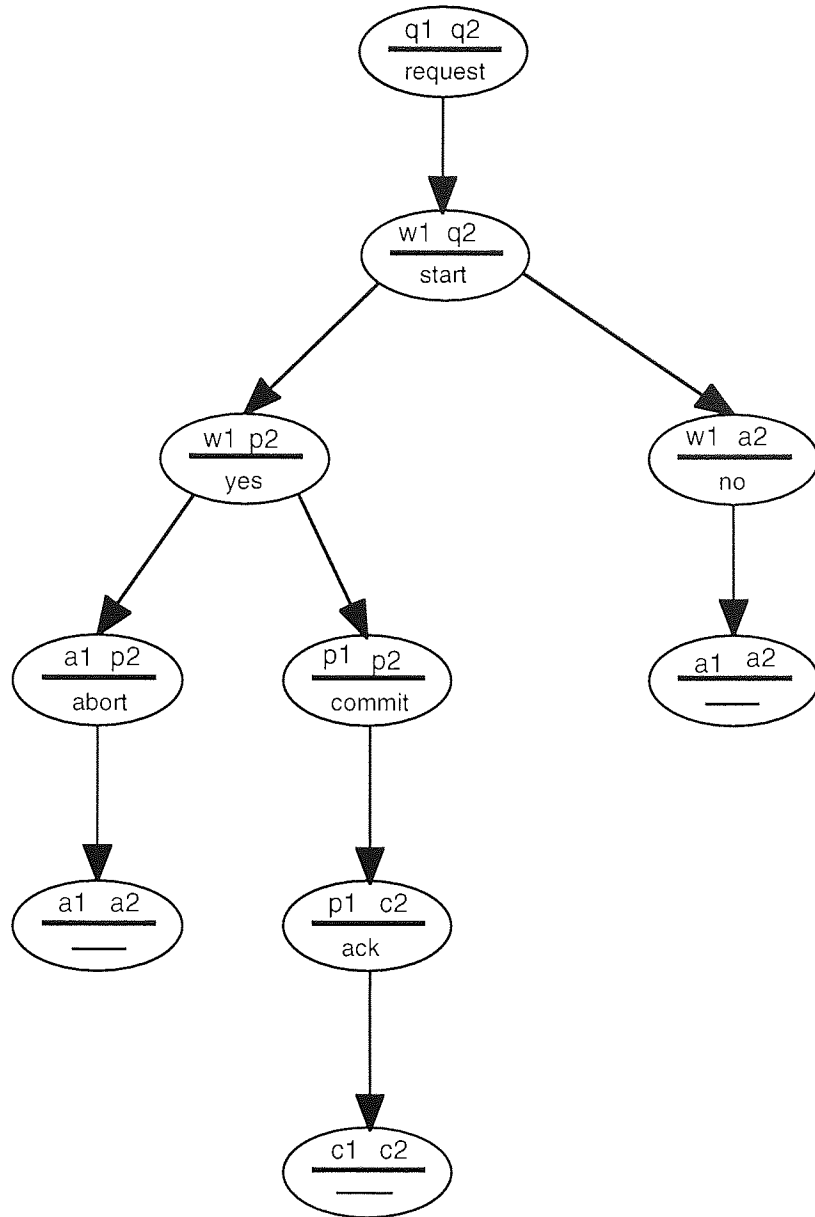 q1 q2
request
w1 q2
start
w1 p2
yes
w1 a2
no
a1 p2
abort
p1 p2
commit
a1 a2
a1 a2
p1 c2
ack
c1 c2